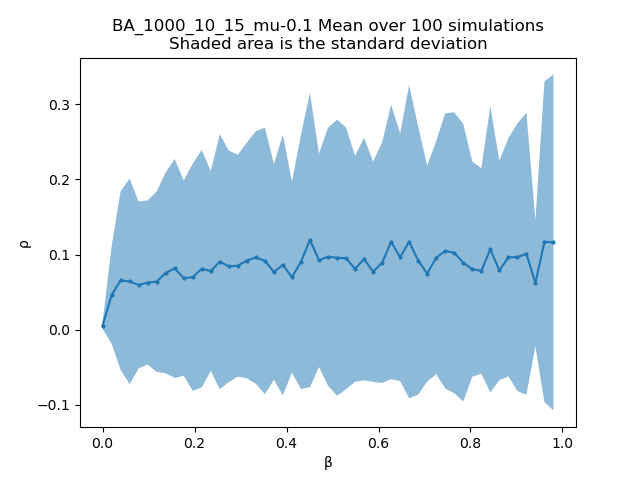 BA_1000_10_15_mu-0.1 Mean over 100 simulations
Shaded area is the standard deviation
ρ
0.3
0.2
0.1
0.0
−0.1
0.0 0.2 0.4 0.6 0.8 1.0
β